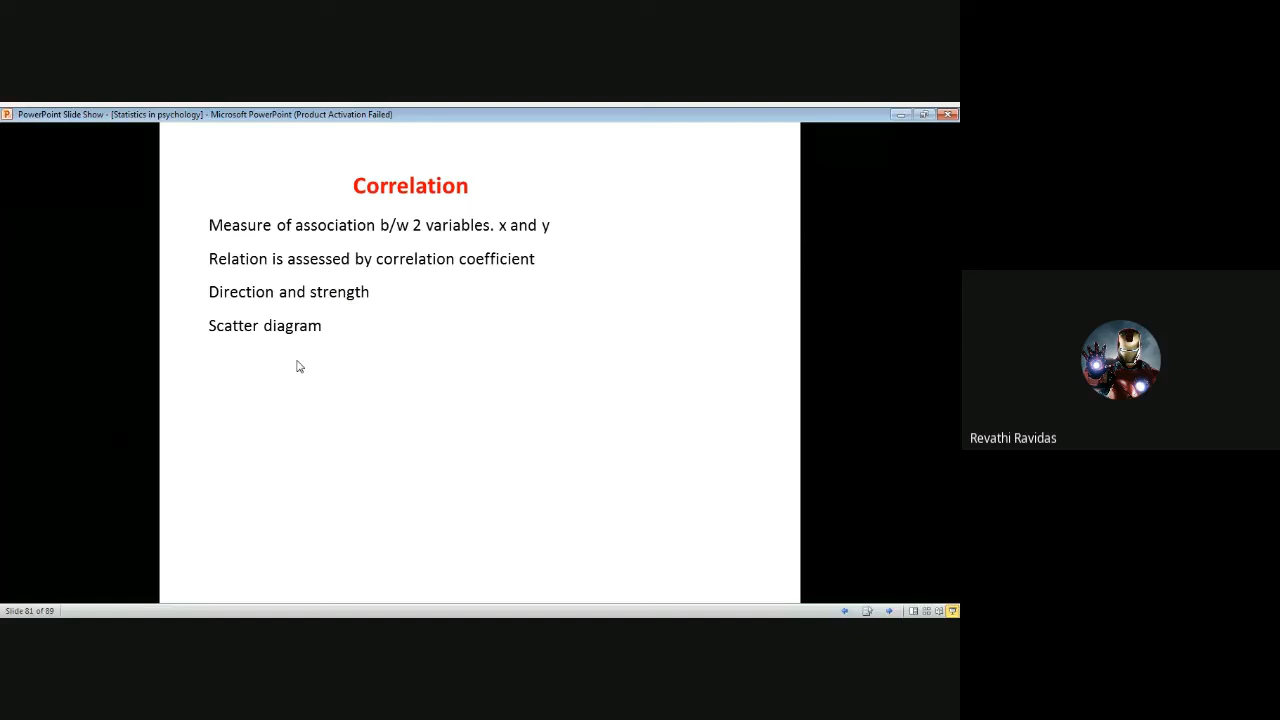 PowerPoint Slide Show - [Statistics in psychology] - Microsoft PowerPoint (Product Activation Failed)
Correlation
Measure of association b/w 2 variables. x and y
Relation is assessed by correlation coefficient
Direction and strength
Scatter diagram
Revathi Ravidas
Slide 81 of 89